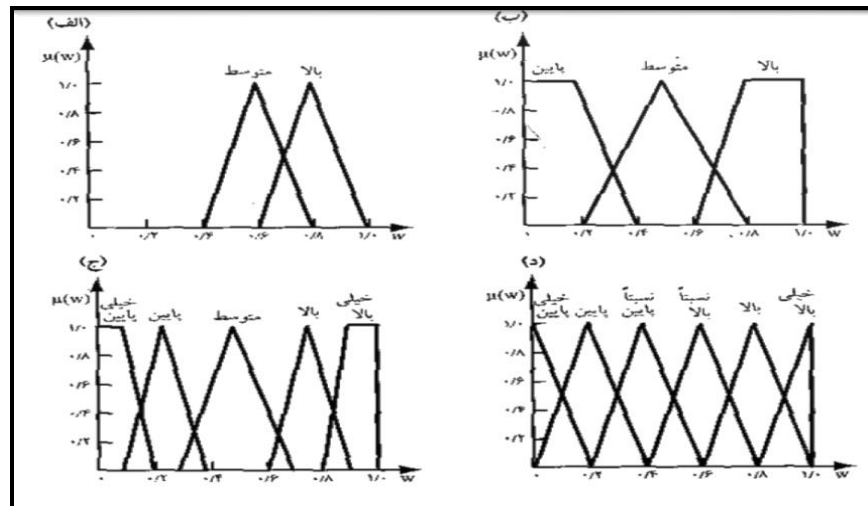 (الف)
μ(w)
متوسط بالا
۱/۰
۰/۸
۰/۶
۰/۴
۰/۲
۰ ۰/۲ ۰/۴ ۰/۶ ۰/۸ ۱/۰ w
(ب)
μ(w)
پایین متوسط بالا
۱/۰
۰/۸
۰/۶
۰/۴
۰/۲
۰ ۰/۲ ۰/۴ ۰/۶ ۰/۸ ۱/۰ w
(ج)
μ(w)
خیلی پایین پایین متوسط بالا خیلی بالا
۱/۰
۰/۸
۰/۶
۰/۴
۰/۲
۰ ۰/۲ ۰/۴ ۰/۶ ۰/۸ ۱/۰ w
(د)
μ(w)
خیلی پایین پایین نسبتاً پایین نسبتاً بالا بالا خیلی بالا
۱/۰
۰/۸
۰/۶
۰/۴
۰/۲
۰ ۰/۲ ۰/۴ ۰/۶ ۰/۸ ۱/۰ w